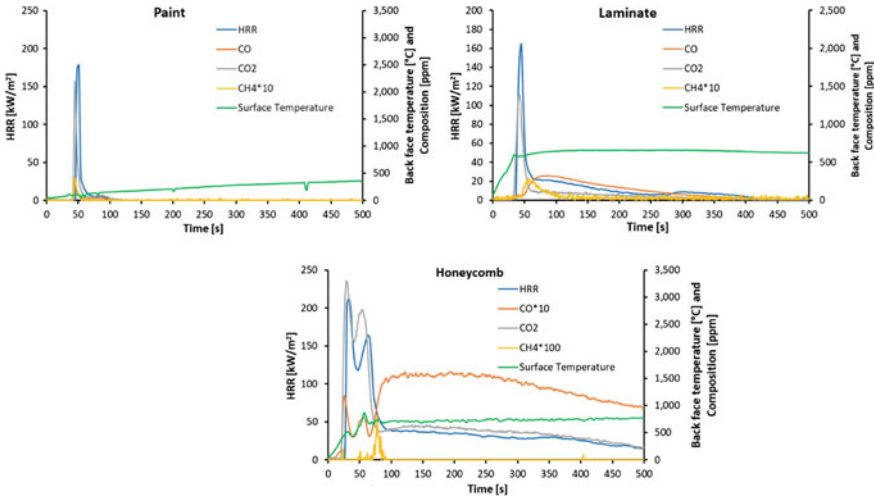 Paint
250
200
150
100
50
0
HRR [kW/m²]
3,500
3,000
2,500
2,000
1,500
1,000
500
0
Back face temperature [°C] and
Composition [ppm]
HRR
CO
CO2
CH4*10
Surface Temperature
0 100 200 300 400 500
Time [s]
Laminate
200
180
160
140
120
100
80
60
40
20
0
HRR [kW/m²]
2,500
2,000
1,500
1,000
500
0
Back face temperature [°C] and
Composition [ppm]
HRR
CO
CO2
CH4*10
Surface Temperature
0 50 100 150 200 250 300 350 400 450 500
Time [s]
Honeycomb
250
200
150
100
50
0
HRR [kW/m²]
3,500
3,000
2,500
2,000
1,500
1,000
500
0
Back face temperature [°C] and
Composition [ppm]
HRR
CO*10
CO2
CH4*100
Surface Temperature
0 50 100 150 200 250 300 350 400 450 500
Time [s]